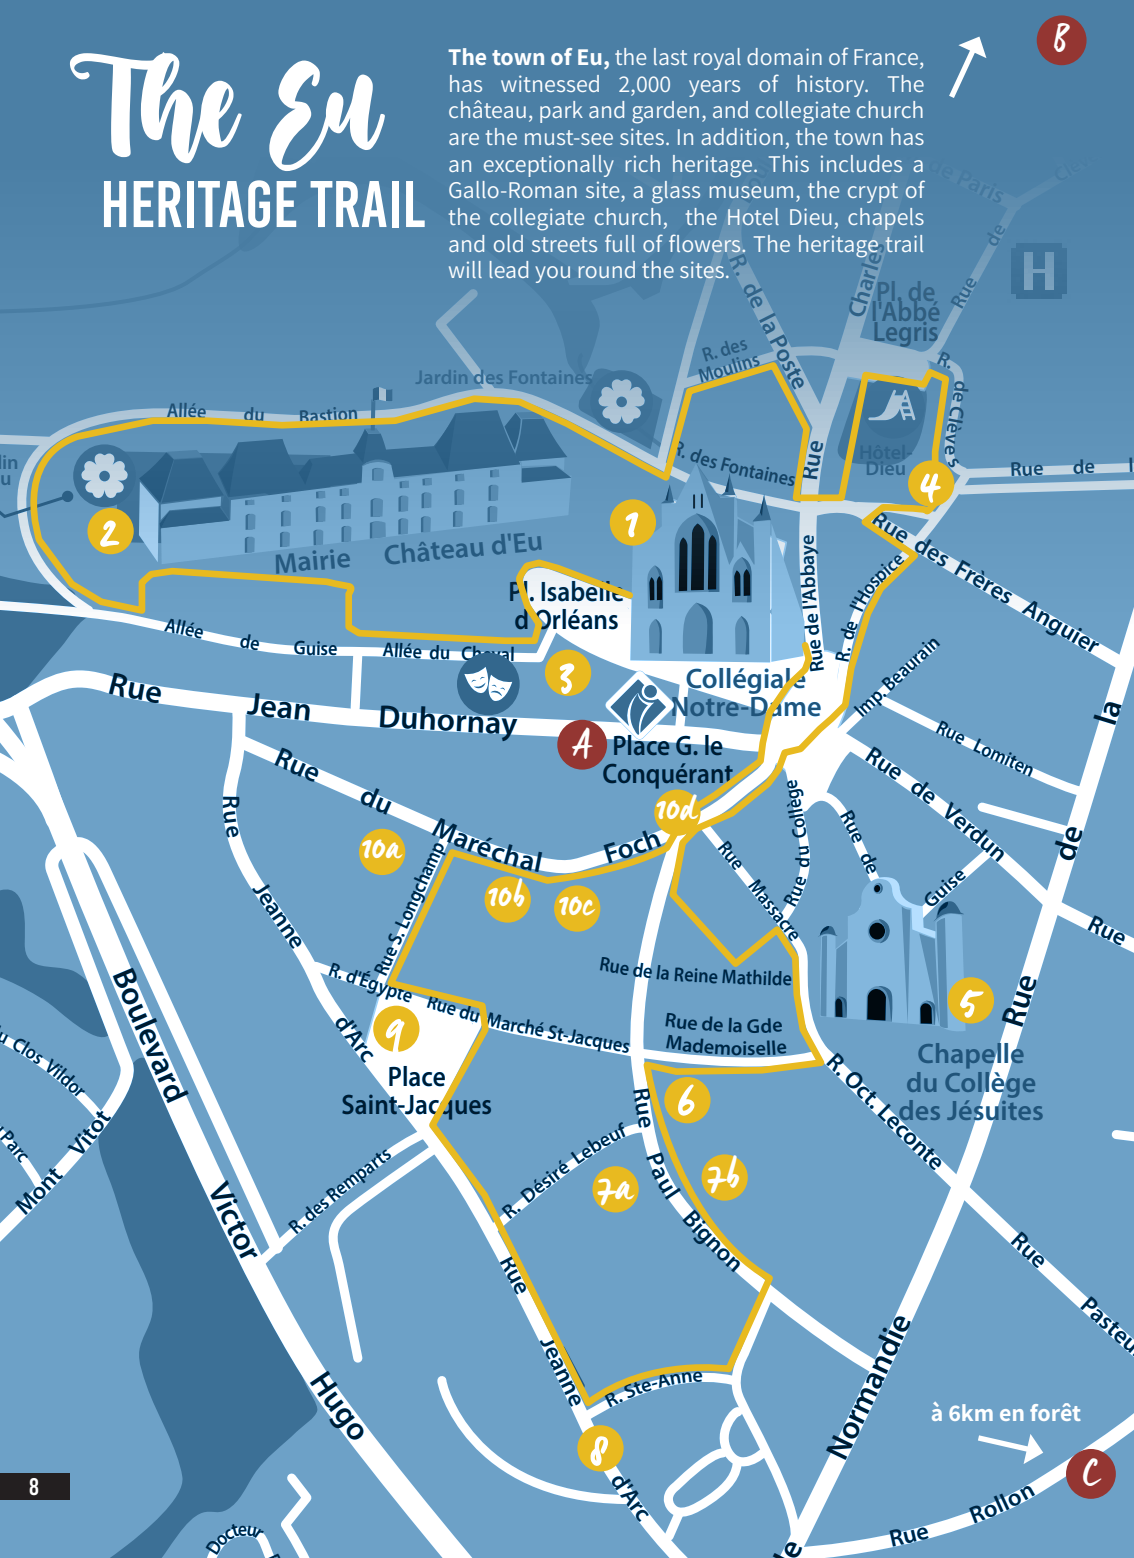 The Eu
HERITAGE TRAIL
The town of Eu, the last royal domain of France,
has witnessed 2,000 years of history. The
château, park and garden, and collegiate church
are the must-see sites. In addition, the town has
an exceptionally rich heritage. This includes a
Gallo-Roman site, a glass museum, the crypt of
the collegiate church, the Hotel Dieu, chapels
and old streets full of flowers. The heritage trail
will lead you round the sites.
B
de Paris
H
Charles
Rue de
Pl. de
l'Abbé
Legris
R. de la Poste
R. des
Moulins
Jardin des Fontaines
Allée du Bastion
R. de Clèves
R. des Fontaines
Rue
Hôtel-
Dieu
Rue de
4
1
2
Mairie
Château d'Eu
Rue des Frères Anguier
Rue de l'Abbaye
R. de l'Hospice
Pl. Isabelle
d'Orléans
Allée de Guise
Allée du Cheval
3
Collégiale
Notre-Dame
Imp. Beaurain
Rue Lomiten
Rue Jean Duhornay
A
Place G. le
Conquérant
Rue de Verdun
Rue du Maréchal Foch
10d
Rue du Collège
Rue de Guise
10a
10b
10c
Rue Massacre
Rue S. Longchamp
Rue Jeanne d'Arc
R. d'Égypte
Rue de la Reine Mathilde
Rue
5
Rue du Marché St-Jacques
Rue de la Gde
Mademoiselle
9
Place
Saint-Jacques
Chapelle
du Collège
des Jésuites
R. Oct. Leconte
6
Boulevard Victor Hugo
du Clos Vildor
Parc
Mont Vitot
R. des Remparts
R. Désiré Lebeuf
7a
7b
Rue Paul Bignon
Rue Pasteu
Rue de la
Normandie
Rue Jeanne d'Arc
R. Ste-Anne
8
à 6km en forêt
C
Rue Rollon
Docteur
8